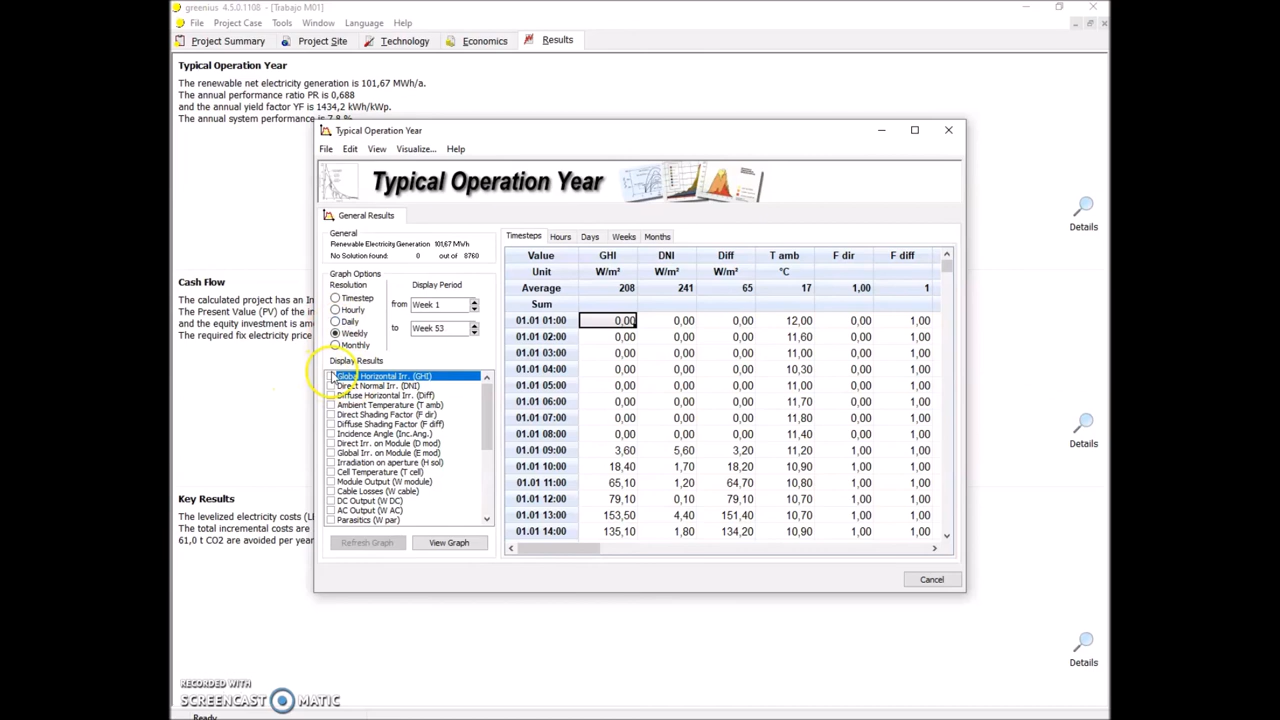 greenius 4.5.0.1108 - [Trabajo M01]
File Project Case Tools Window Language Help
Project Summary Project Site Technology Economics Results
Typical Operation Year
The renewable net electricity generation is 101,67 MWh/a.
The annual performance ratio PR is 0,688
and the annual yield factor YF is 1434,2 kWh/kWp.
The annual system performance is 7,8 %
Details
Cash Flow
The calculated project has an In
The Present Value (PV) of the in
and the equity investment is am
The required fix electricity price
Details
Key Results
The levelized electricity costs (L
The total incremental costs are
61,0 t CO2 are avoided per year
Details
Typical Operation Year
File Edit View Visualize... Help
Typical Operation Year
General Results
General
Renewable Electricity Generation 101,67 MWh
No Solution found: 0 out of 8760
Graph Options
Resolution Display Period
Timestep
Hourly from Week 1
Daily
Weekly to Week 53
Monthly
Display Results
Global Horizontal Irr. (GHI)
Direct Normal Irr. (DNI)
Diffuse Horizontal Irr. (Diff)
Ambient Temperature (T amb)
Direct Shading Factor (F dir)
Diffuse Shading Factor (F diff)
Incidence Angle (Inc.Ang.)
Direct Irr. on Module (D mod)
Global Irr. on Module (E mod)
Irradiation on aperture (H sol)
Cell Temperature (T cell)
Module Output (W module)
Cable Losses (W cable)
DC Output (W DC)
AC Output (W AC)
Parasitics (W par)
Refresh Graph View Graph
Timesteps Hours Days Weeks Months
Value GHI DNI Diff T amb F dir F diff
Unit W/m² W/m² W/m² °C
Average 208 241 65 17 1,00 1
Sum
01.01 01:00 0,00 0,00 0,00 12,00 0,00 1,00
01.01 02:00 0,00 0,00 0,00 11,60 0,00 1,00
01.01 03:00 0,00 0,00 0,00 11,00 0,00 1,00
01.01 04:00 0,00 0,00 0,00 10,30 0,00 1,00
01.01 05:00 0,00 0,00 0,00 11,10 0,00 1,00
01.01 06:00 0,00 0,00 0,00 11,00 0,00 1,00
01.01 07:00 0,00 0,00 0,00 11,80 0,00 1,00
01.01 08:00 0,00 0,00 0,00 11,40 0,00 1,00
01.01 09:00 3,60 5,60 3,20 11,20 1,00 1,00
01.01 10:00 18,40 1,70 18,20 10,90 1,00 1,00
01.01 11:00 65,10 1,20 64,70 10,80 1,00 1,00
01.01 12:00 79,10 0,10 79,10 10,70 1,00 1,00
01.01 13:00 153,50 4,40 151,40 10,70 1,00 1,00
01.01 14:00 135,10 1,80 134,20 10,90 1,00 1,00
Cancel
RECORDED WITH
SCREENCAST MATIC
Ready